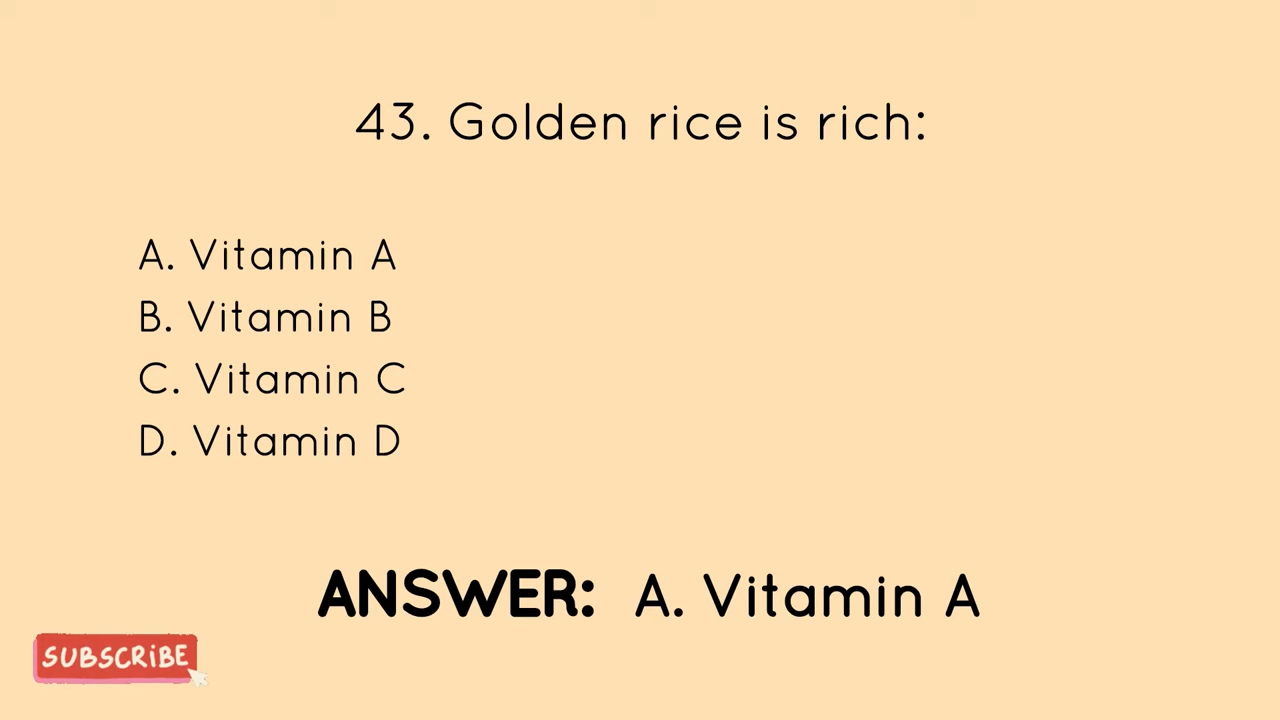 43. Golden rice is rich:
A. Vitamin A
B. Vitamin B
C. Vitamin C
D. Vitamin D
ANSWER: A. Vitamin A
SUBSCRIBE